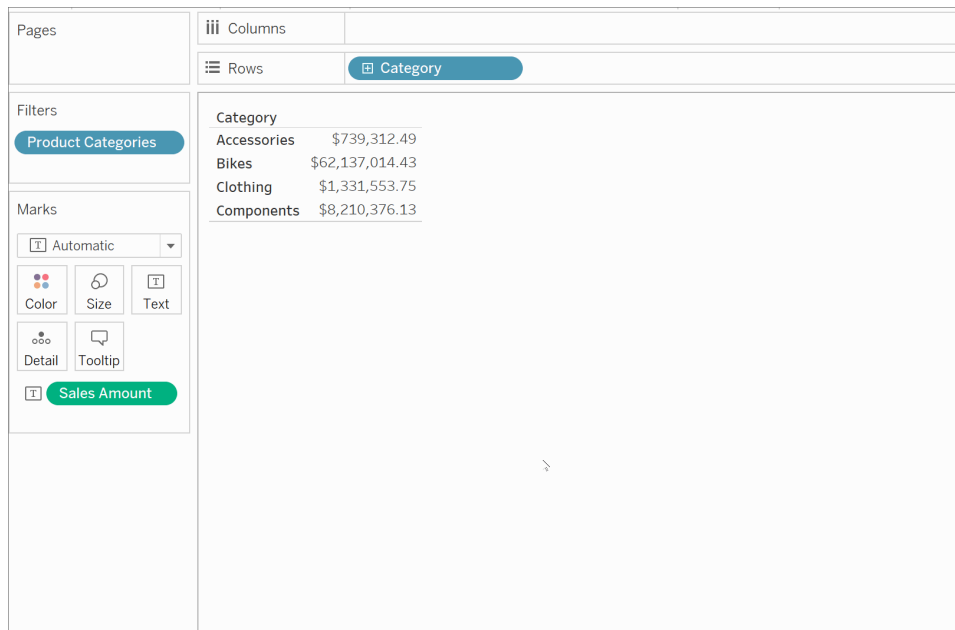 Pages
Columns
Rows
Category
Filters
Product Categories
Category
Accessories $739,312.49
Bikes $62,137,014.43
Clothing $1,331,553.75
Components $8,210,376.13
Marks
T Automatic
T
Color Size Text
Detail Tooltip
T Sales Amount